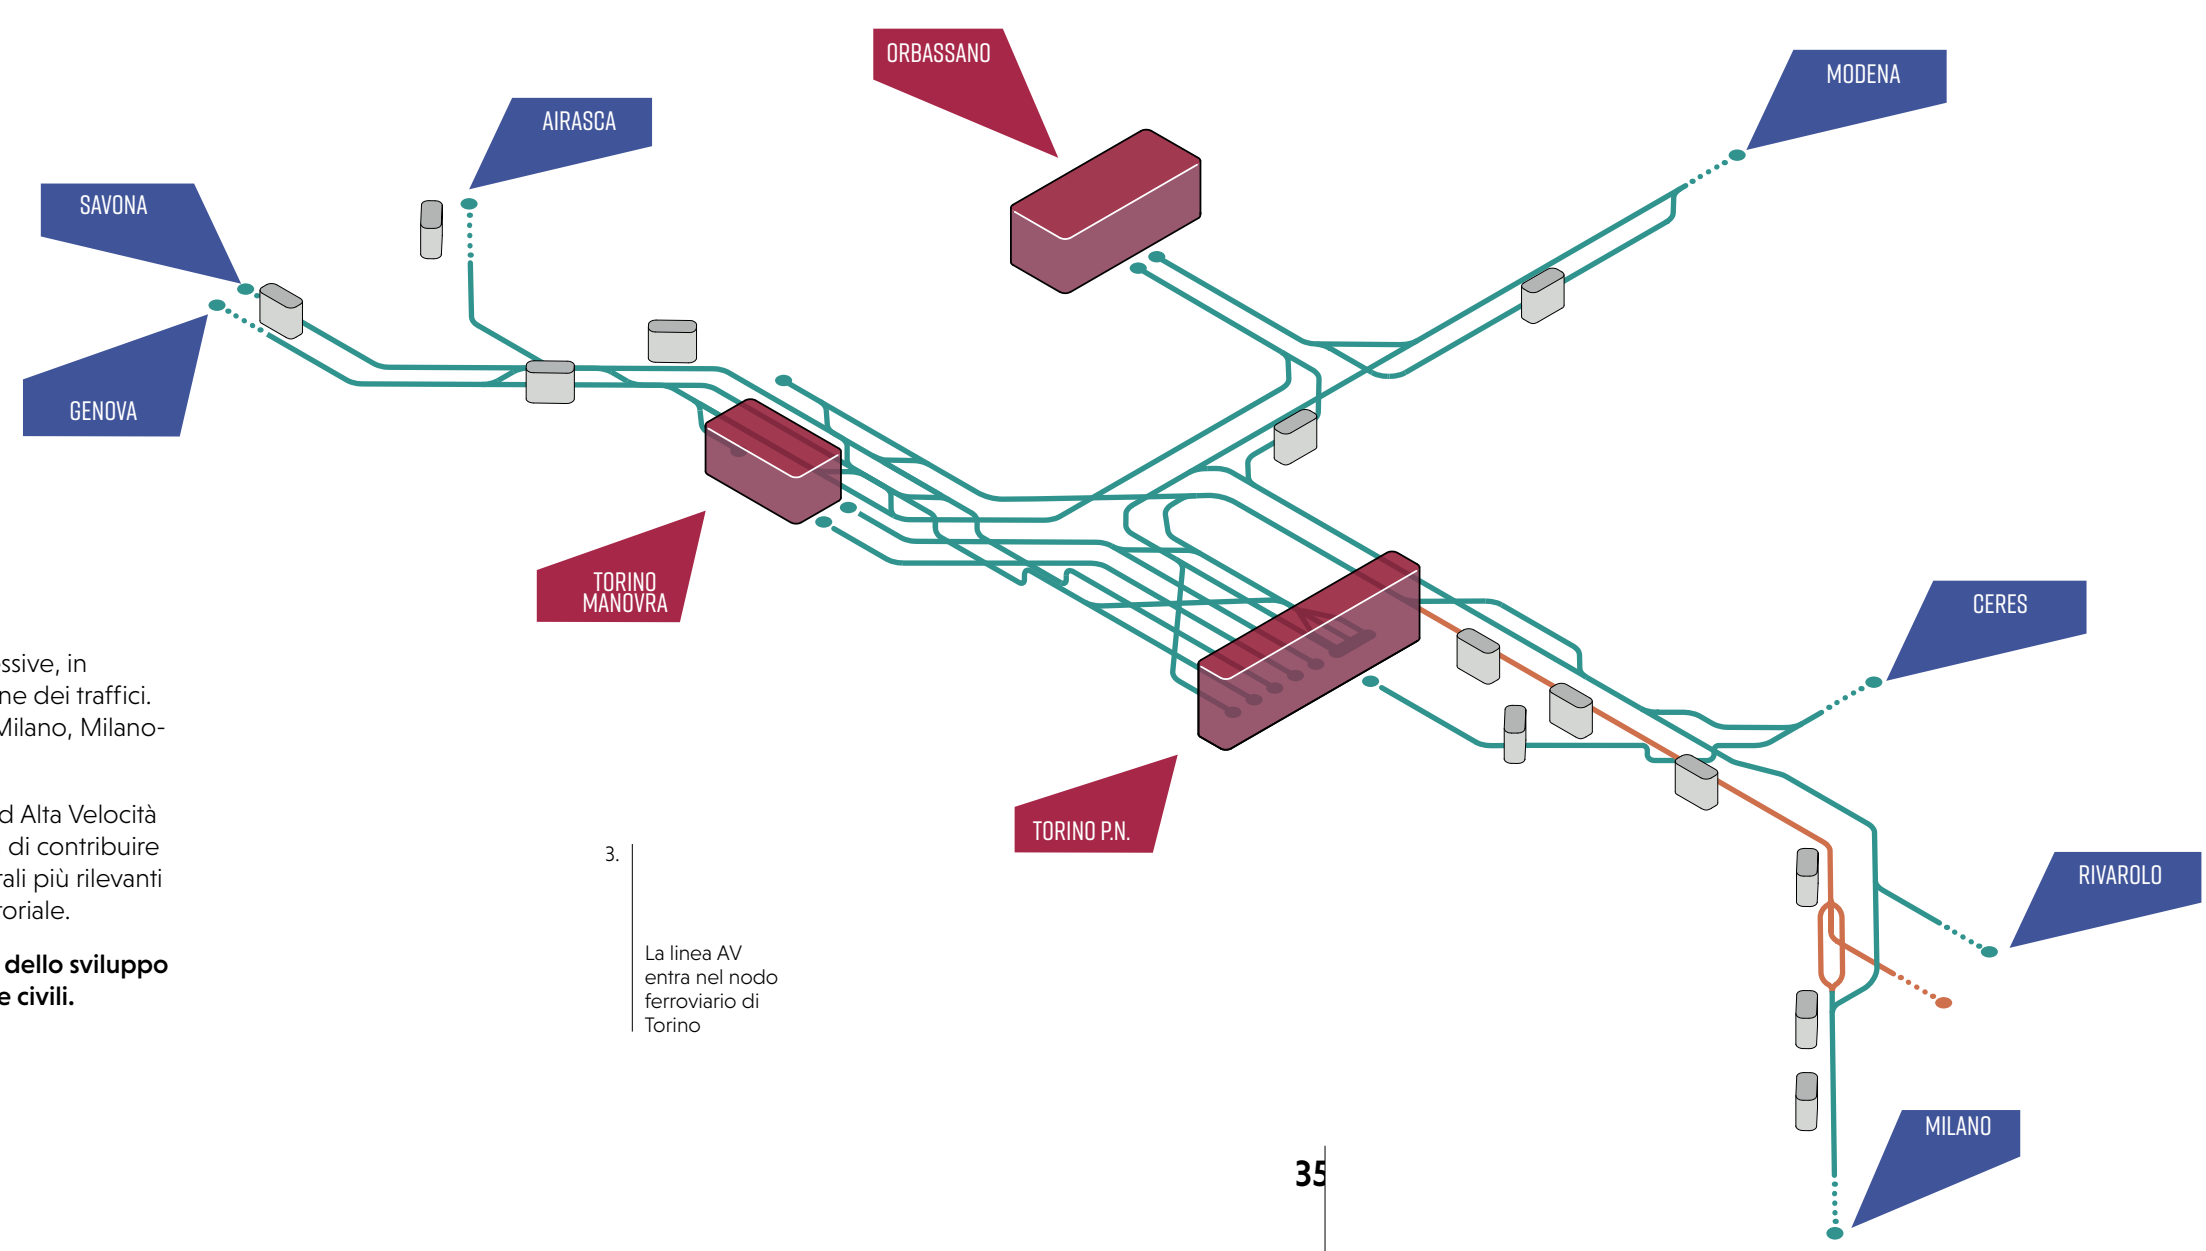 ORBASSANO
MODENA
AIRASCA
SAVONA
GENOVA
TORINO
MANOVRA
CERES
TORINO P.N.
RIVAROLO
MILANO
ssive, in
ne dei traffici.
Milano, Milano-
d Alta Velocità
di contribuire
ali più rilevanti
toriale.
dello sviluppo
e civili.
3.
La linea AV
entra nel nodo
ferroviario di
Torino
35